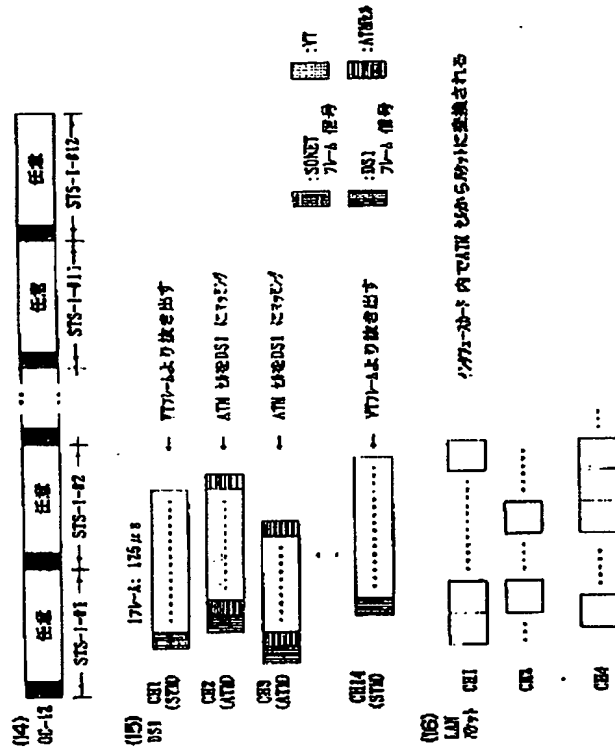 (14)
OC-12
任意
任意
任意
任意
STS-1-#1
STS-1-#2
STS-1-#11
STS-1-#12
(15)
DS1
1フレーム: 125μs
CH1
(STM)
← VTフレームより抜き出す
CH2
(ATM)
← ATM セルをDS1 にマッピング
CH3
(ATM)
← ATM セルをDS1 にマッピング
CH14
(STM)
← VTフレームより抜き出す
:SONET
フレーム 信号
:VT
:DS1
フレーム 信号
:ATMセル
(16)
LAN
パケット
CH1
CH4
インタフェースカード 内でATM セルからパケットに変換される